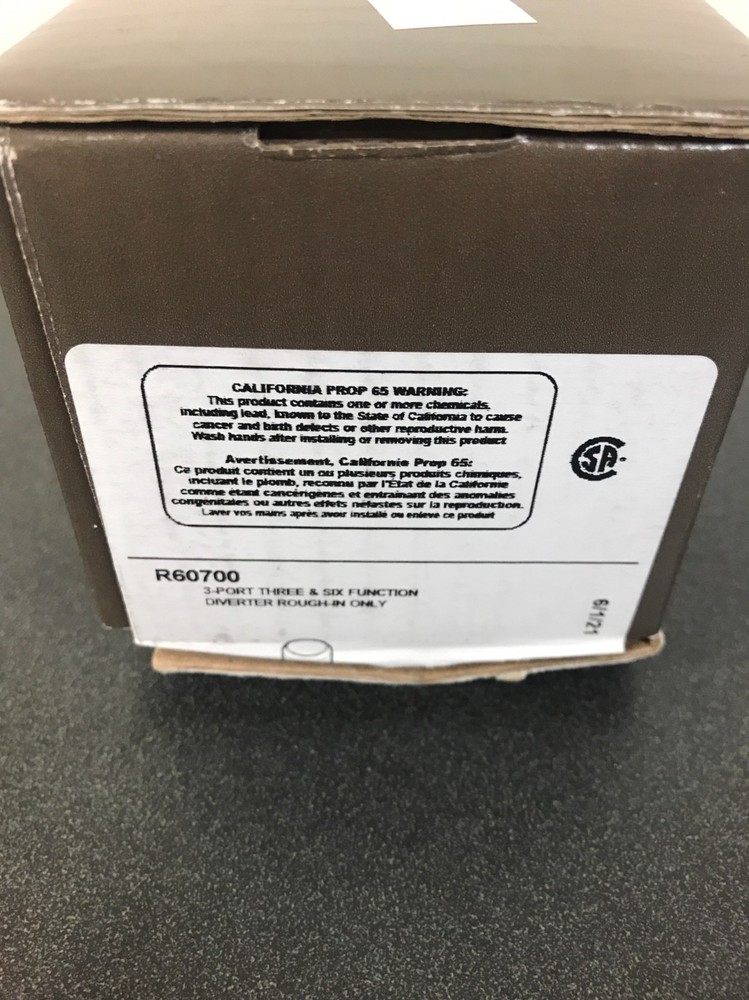 CALIFORNIA PROP 65 WARNING:
This product contains one or more chemicals,
including lead, known to the State of California to cause
cancer and birth defects or other reproductive harm.
Wash hands after installing or removing this product
Avertissement, Californie Prop 65:
Ce produit contient un ou plusieurs produits chimiques,
incluant le plomb, reconnu par l'État de la Californie
comme étant cancérigènes et entrainant des anomalies
congénitales ou autres effets néfastes sur la reproduction.
Laver vos mains après avoir installé ou enlevé ce produit
SA
R60700
3-PORT THREE & SIX FUNCTION
DIVERTER ROUGH-IN ONLY
6/1/21